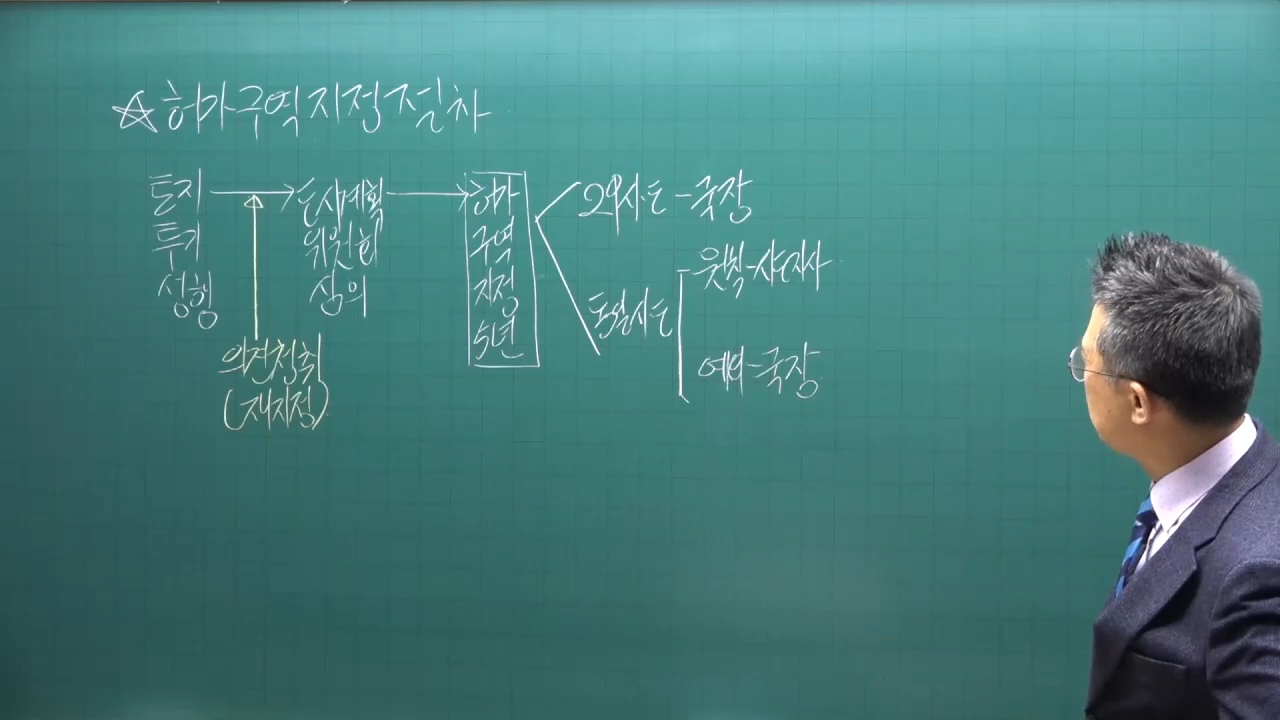 ☆허가구역지정절차
토지
투기
성행
도시계획
위원회
심의
허가
구역
지정
5년
의견청취
(재지정)
2이상시·도-국장
동일시·도
원칙-시·도지사
예외-국장